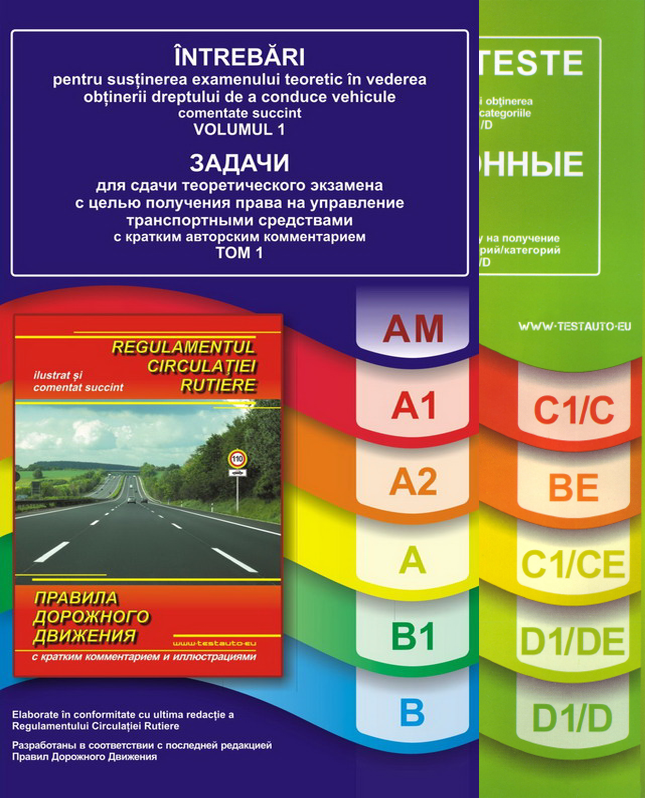 ÎNTREBĂRI
pentru susținerea examenului teoretic în vederea
obținerii dreptului de a conduce vehicule
comentate succint
VOLUMUL 1
ЗАДАЧИ
для сдачи теоретического экзамена
с целью получения права на управление
транспортными средствами
с кратким авторским комментарием
ТОМ 1
TESTE
i obținerea
categoriile
/D
ОННЫЕ
у на получение
рий/категорий
/D
WWW·TESTAUTO·EU
AM
A1
A2
A
B1
B
C1/C
BE
C1/CE
D1/DE
D1/D
REGULAMENTUL
CIRCULAȚIEI
RUTIERE
ilustrat și
comentat succint
110
ПРАВИЛА
ДОРОЖНОГО
ДВИЖЕНИЯ
www·testauto·eu
с кратким комментарием и иллюстрациями
Elaborate în conformitate cu ultima redacție a
Regulamentului Circulației Rutiere
Разработаны в соответствии с последней редакцией
Правил Дорожного Движения